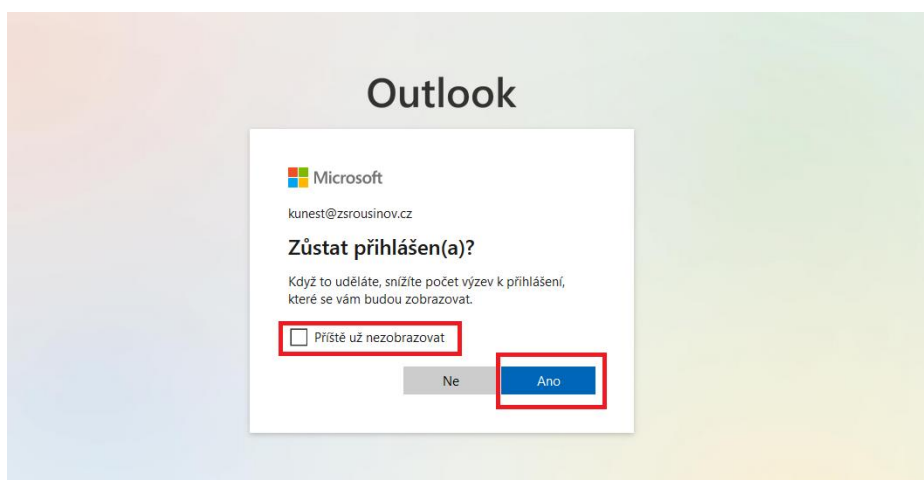 Outlook
Microsoft
kunest@zsrousinov.cz
Zůstat přihlášen(a)?
Když to uděláte, snížíte počet výzev k přihlášení,
které se vám budou zobrazovat.
Příště už nezobrazovat
Ne
Ano